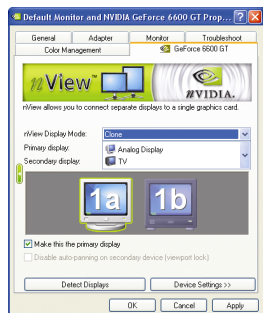 Default Monitor and NVIDIA GeForce 6600 GT Prop...
General Adapter Monitor Troubleshoot
Color Management GeForce 6600 GT
nView™ nVIDIA.
nView allows you to connect separate displays to a single graphics card.
nView Display Mode: Clone
Primary display: Analog Display
Secondary display: TV
1a 1b
Make this the primary display
Disable auto-panning on secondary device (viewport lock)
Detect Displays Device Settings >>
OK Cancel Apply